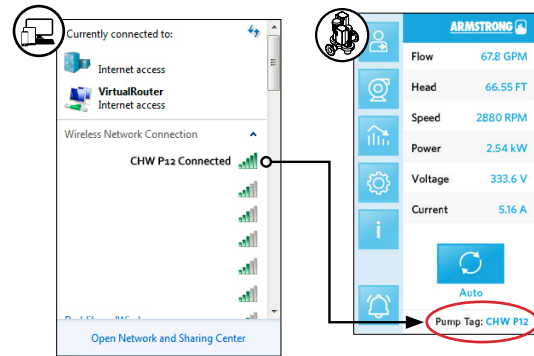 Currently connected to:
Internet access
VirtualRouter
Internet access
Wireless Network Connection
CHW P12 Connected
Open Network and Sharing Center
ARMSTRONG
Flow 67.8 GPM
Head 66.55 FT
Speed 2880 RPM
Power 2.54 kW
Voltage 333.6 V
Current 5.16 A
i
Auto
Pump Tag: CHW P12